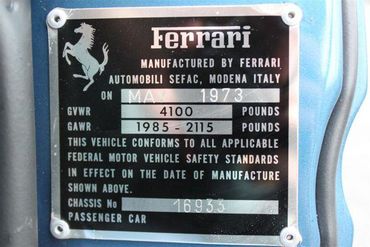 Ferrari
MANUFACTURED BY FERRARI
AUTOMOBILI SEFAC, MODENA ITALY
ON MAY 1973
GVWR 4100 POUNDS
GAWR 1985 - 2115 POUNDS
THIS VEHICLE CONFORMS TO ALL APPLICABLE
FEDERAL MOTOR VEHICLE SAFETY STANDARDS
IN EFFECT ON THE DATE OF MANUFACTURE
SHOWN ABOVE.
CHASSIS No 16933
PASSENGER CAR